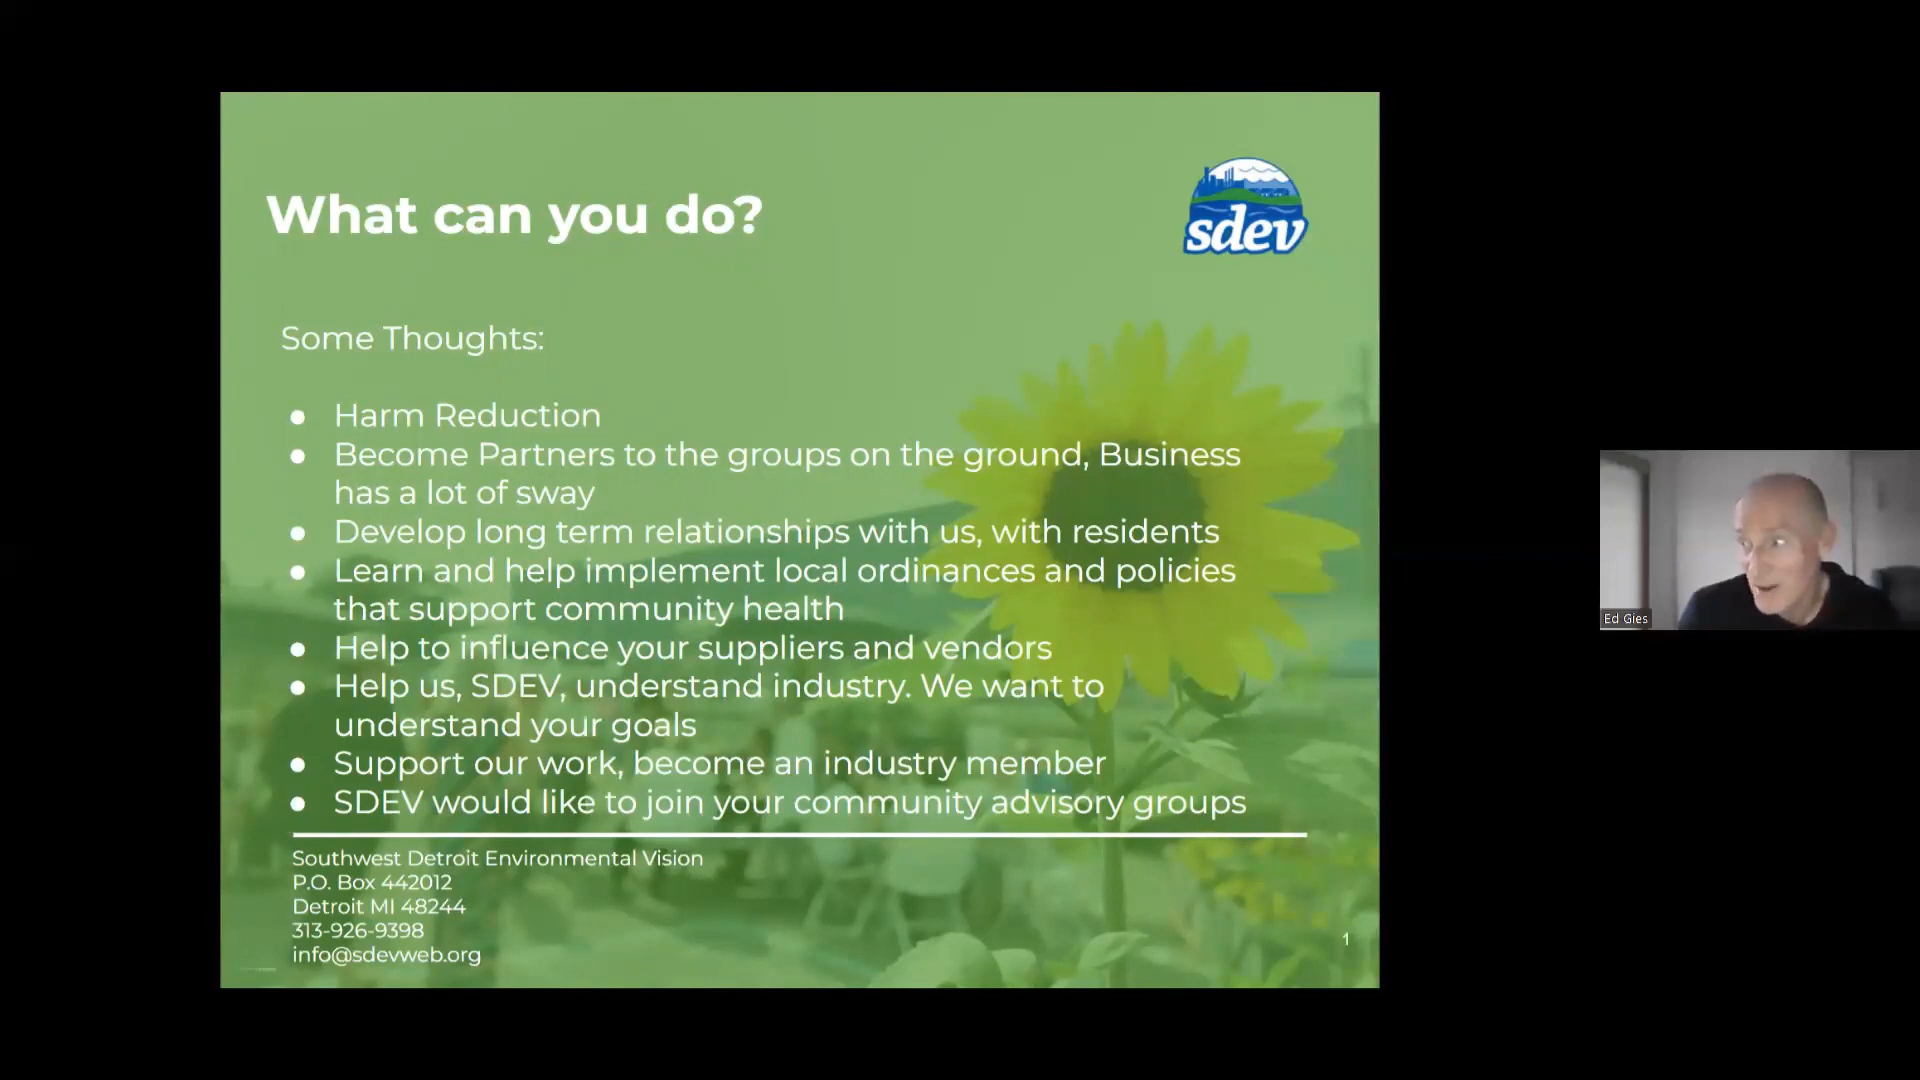 What can you do?
sdev
Some Thoughts:
● Harm Reduction
● Become Partners to the groups on the ground, Business
has a lot of sway
● Develop long term relationships with us, with residents
● Learn and help implement local ordinances and policies
that support community health
● Help to influence your suppliers and vendors
● Help us, SDEV, understand industry. We want to
understand your goals
● Support our work, become an industry member
● SDEV would like to join your community advisory groups
Southwest Detroit Environmental Vision
P.O. Box 442012
Detroit MI 48244
313-926-9398
info@sdevweb.org
1
Ed Gies